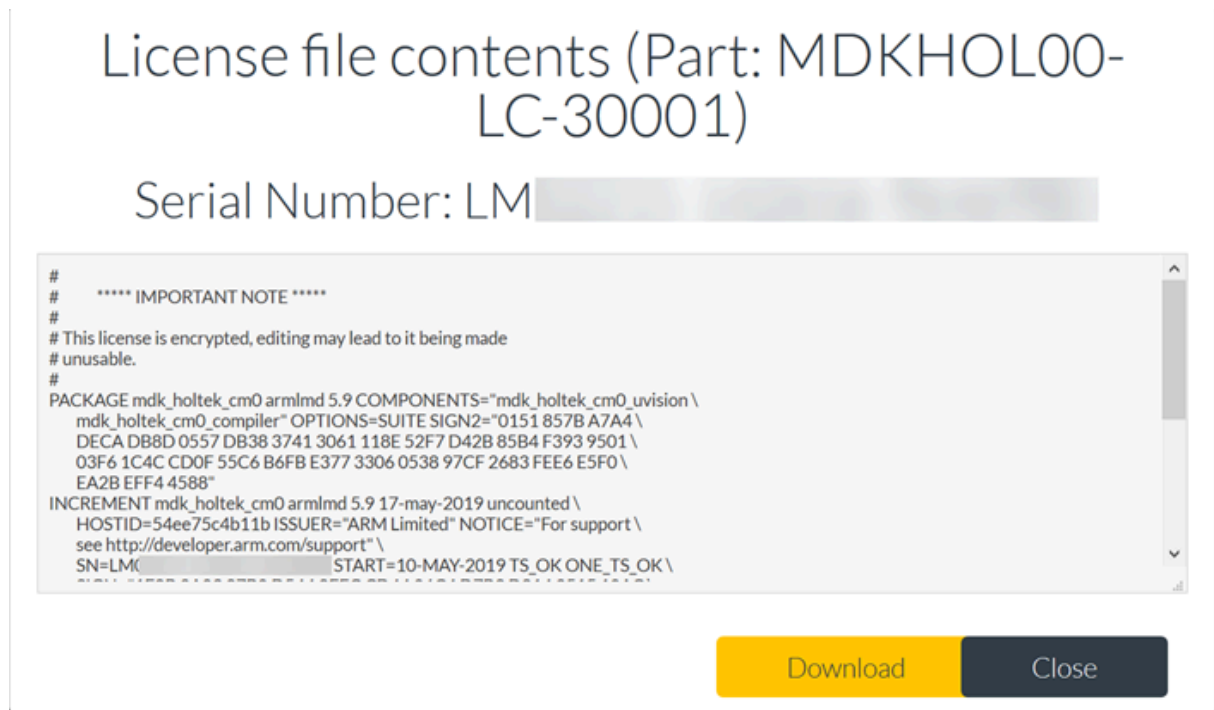 License file contents (Part: MDKHOL00-
LC-30001)
Serial Number: LM
#
# ***** IMPORTANT NOTE *****
#
# This license is encrypted, editing may lead to it being made
# unusable.
#
PACKAGE mdk_holtek_cm0 armlmd 5.9 COMPONENTS="mdk_holtek_cm0_uvision \
mdk_holtek_cm0_compiler" OPTIONS=SUITE SIGN2="0151 857B A7A4 \
DECA DB8D 0557 DB38 3741 3061 118E 52F7 D42B 85B4 F393 9501 \
03F6 1C4C CD0F 55C6 B6FB E377 3306 0538 97CF 2683 FEE6 E5F0 \
EA2B EFF4 4588"
INCREMENT mdk_holtek_cm0 armlmd 5.9 17-may-2019 uncounted \
HOSTID=54ee75c4b11b ISSUER="ARM Limited" NOTICE="For support \
see http://developer.arm.com/support" \
SN=LM START=10-MAY-2019 TS_OK ONE_TS_OK \
Download
Close